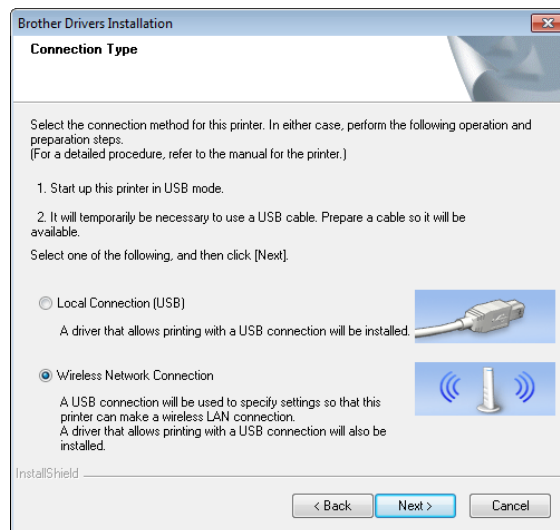 Brother Drivers Installation
Connection Type
Select the connection method for this printer. In either case, perform the following operation and
preparation steps.
(For a detailed procedure, refer to the manual for the printer.)
1. Start up this printer in USB mode.
2. It will temporarily be necessary to use a USB cable. Prepare a cable so it will be
available.
Select one of the following, and then click [Next].
Local Connection (USB)
A driver that allows printing with a USB connection will be installed.
Wireless Network Connection
A USB connection will be used to specify settings so that this
printer can make a wireless LAN connection.
A driver that allows printing with a USB connection will also be
installed.
InstallShield
< Back
Next >
Cancel